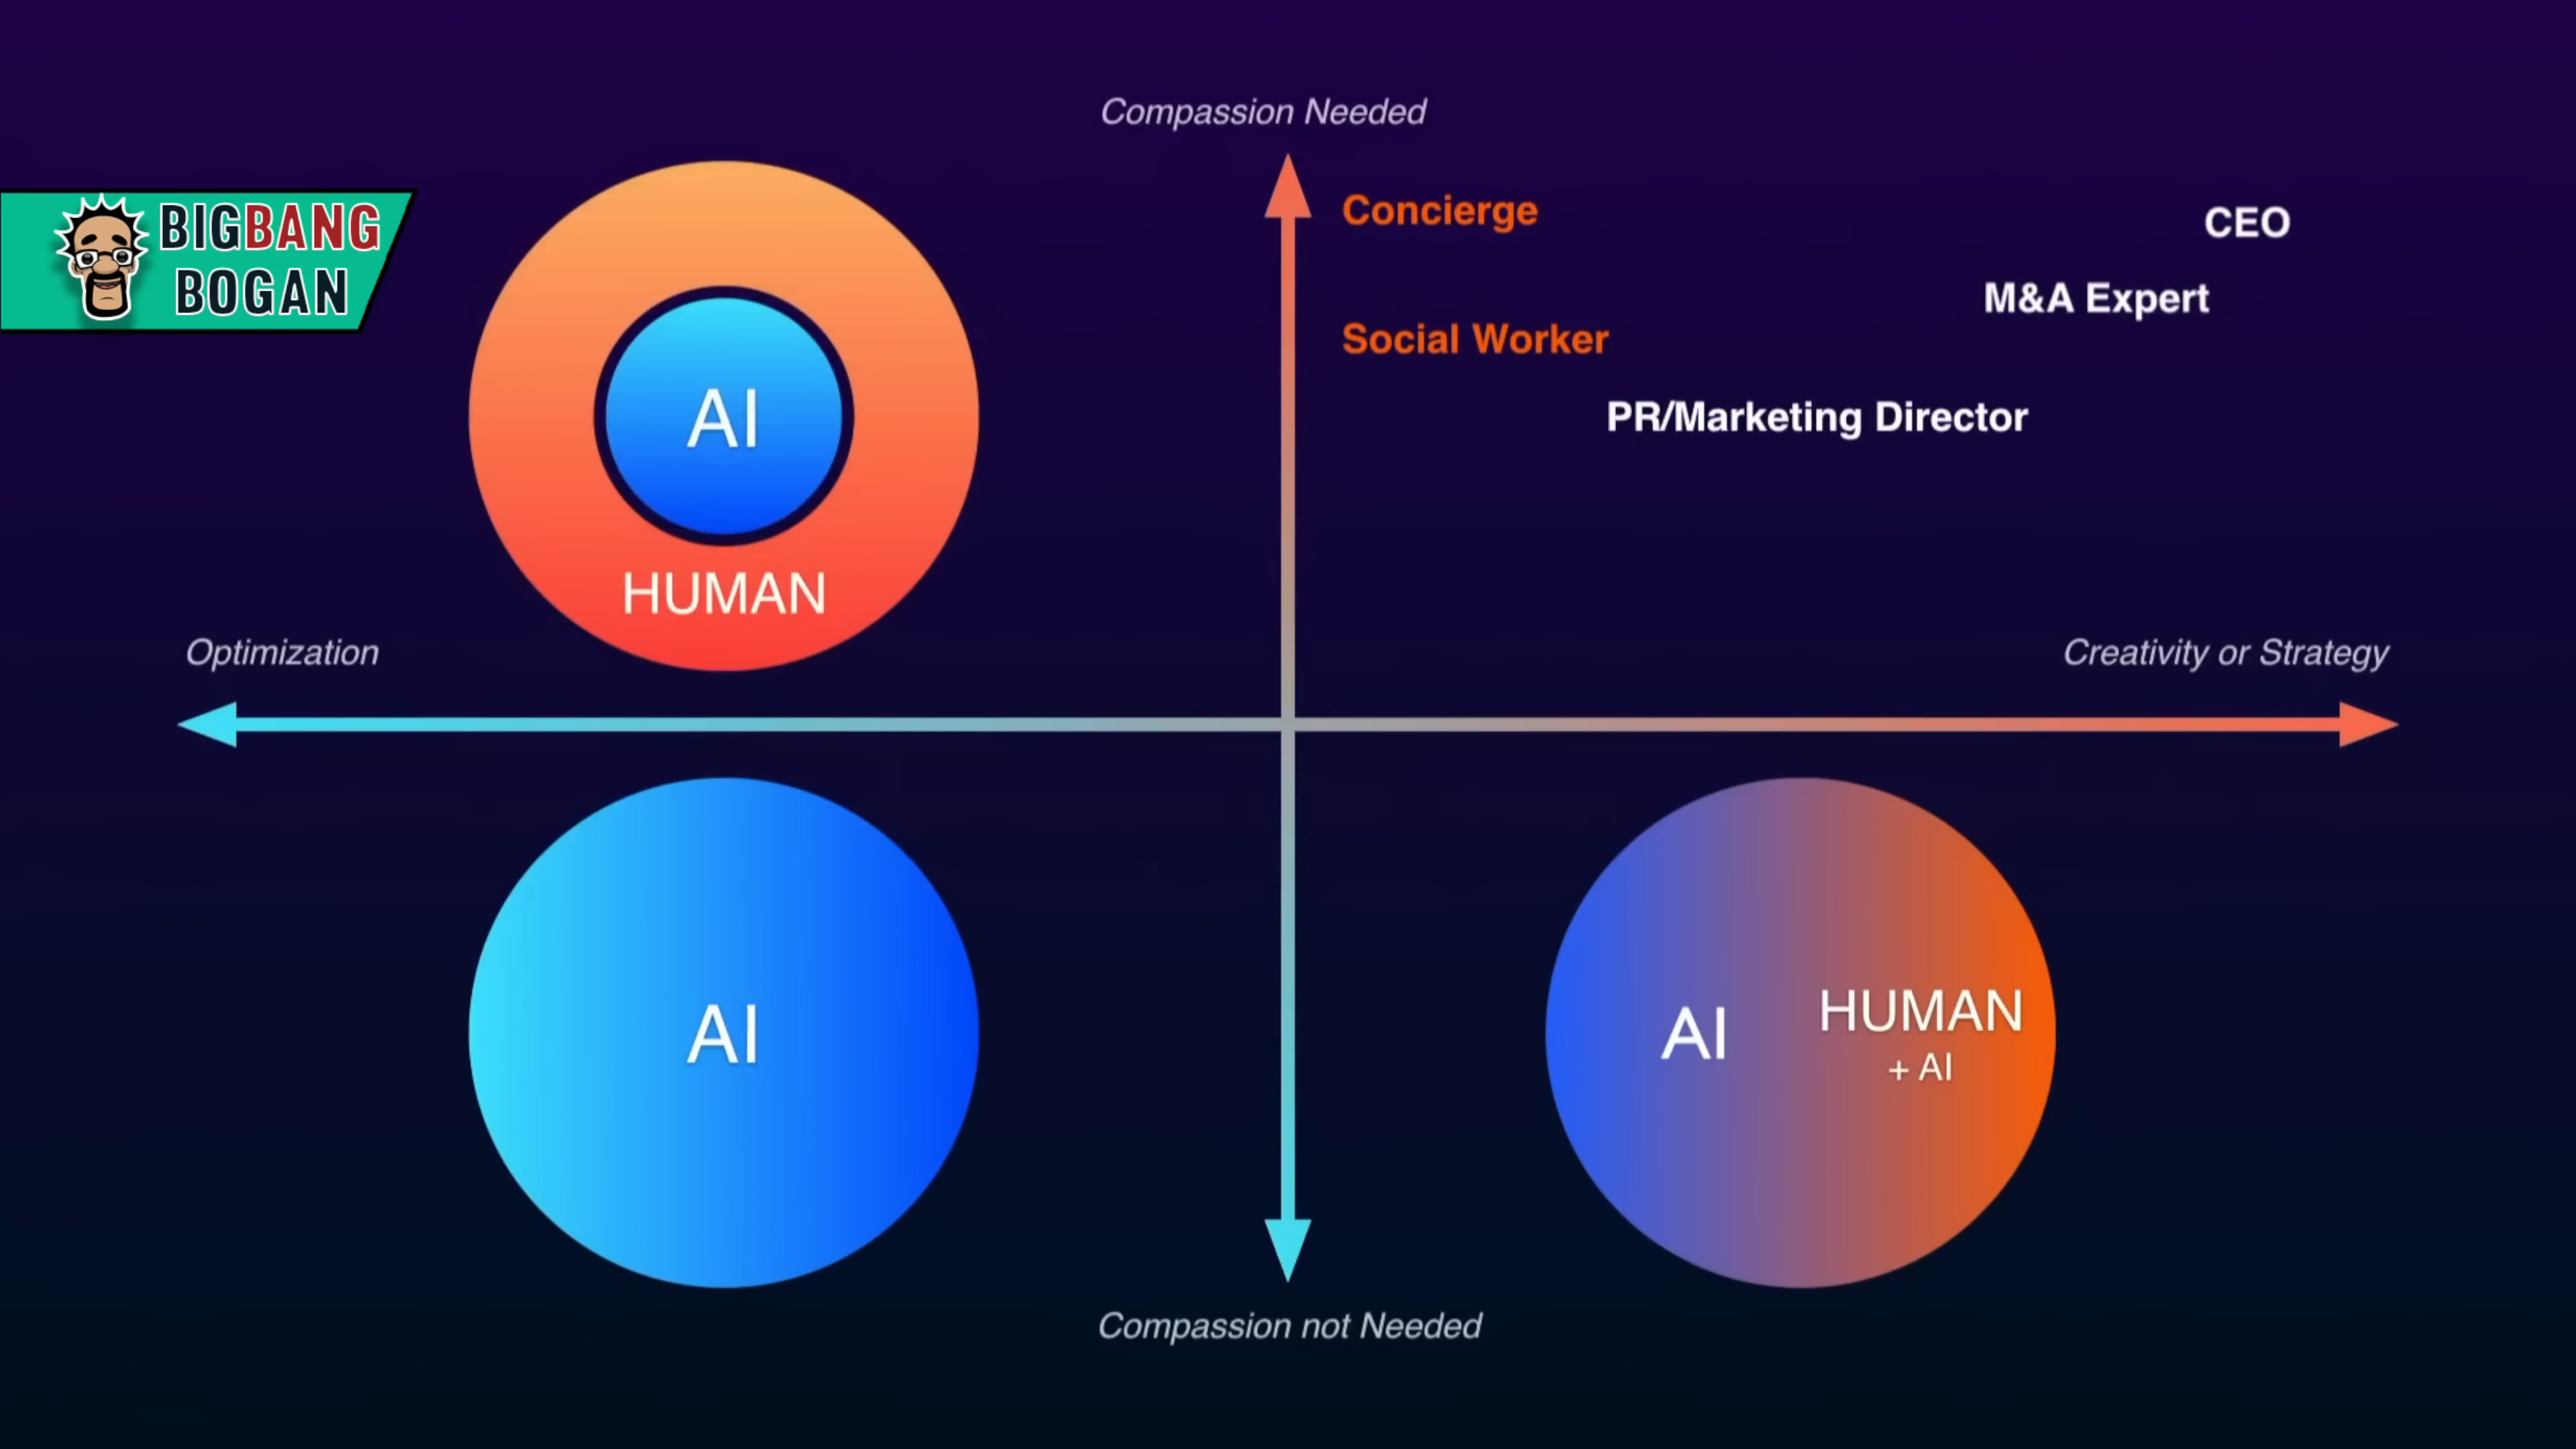 Compassion Needed
BIGBANG
BOGAN
Concierge
CEO
M&A Expert
Social Worker
PR/Marketing Director
AI
HUMAN
Optimization
Creativity or Strategy
AI
AI
HUMAN
+ AI
Compassion not Needed